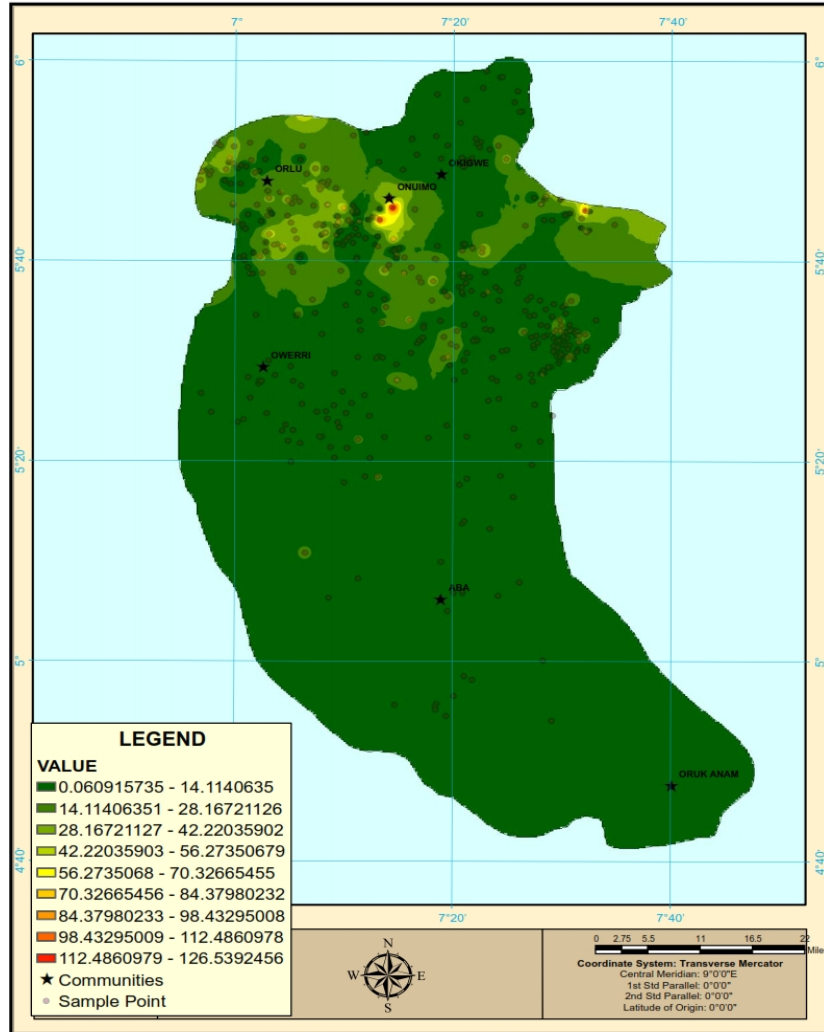 7° 7°20' 7°40'
6° 6°
ORLU
OKIGWE
ONUIMO
5°40' 5°40'
OWERRI
5°20' 5°20'
ABA
5° 5°
ORUK ANAM
4°40' 4°40'
LEGEND
VALUE
0.060915735 - 14.1140635
14.11406351 - 28.16721126
28.16721127 - 42.22035902
42.22035903 - 56.27350679
56.2735068 - 70.32665455
70.32665456 - 84.37980232
84.37980233 - 98.43295008
98.43295009 - 112.4860978
112.4860979 - 126.5392456
Communities
Sample Point
7°20' 7°40'
N
W E
S
0 2.75 5.5 11 16.5 22
Mile
Coordinate System: Transverse Mercator
Central Meridian: 9°0'0"E
1st Std Parallel: 0°0'0"
2nd Std Parallel: 0°0'0"
Latitude of Origin: 0°0'0"